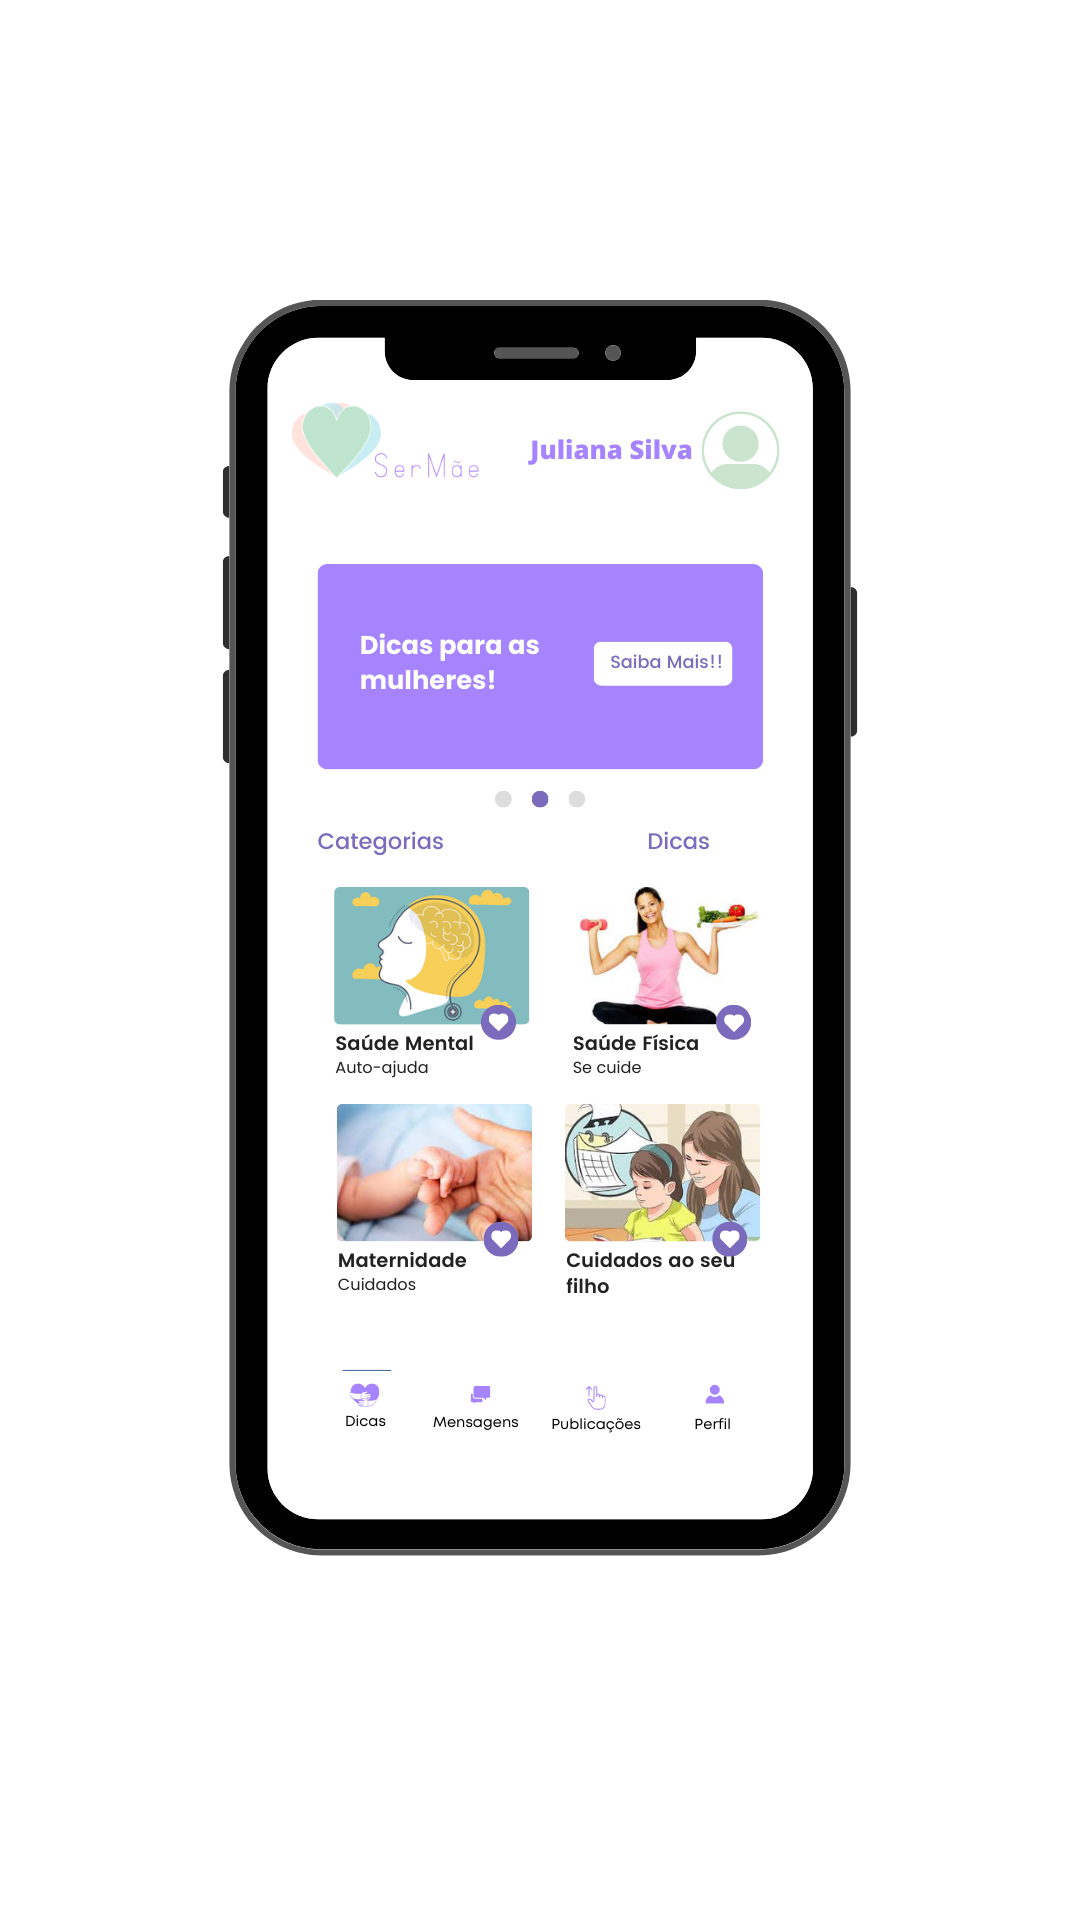 SerMãe
Juliana Silva
Dicas para as
mulheres!
Saiba Mais!!
Categorias
Dicas
Saúde Mental
Auto-ajuda
Saúde Física
Se cuide
Maternidade
Cuidados
Cuidados ao seu
filho
Dicas
Mensagens
Publicações
Perfil